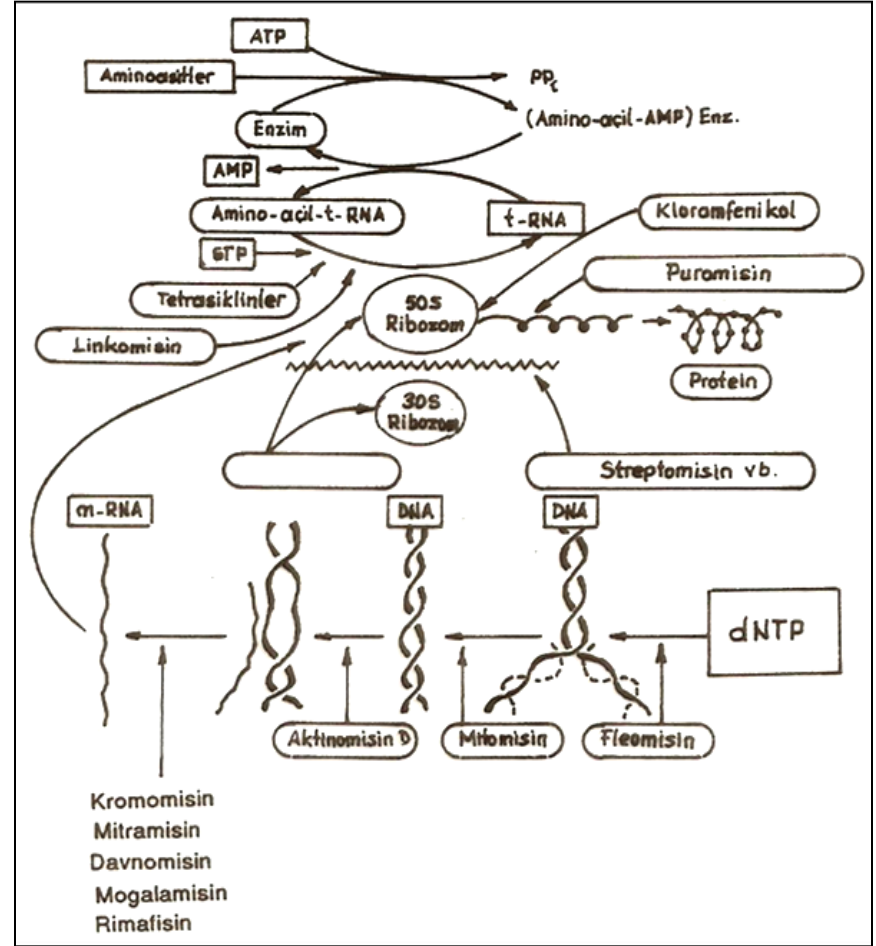 ATP
Aminoasitler
PPi
(Amino-açil-AMP) Enz.
Enzim
AMP
Amino-açil-t-RNA
t-RNA
Kloramfenikol
GTP
Puromisin
Tetrasiklinler
50S
Ribozom
Linkomisin
Protein
30S
Ribozom
Streptomisin vb.
m-RNA
DNA
DNA
dNTP
Aktinomisin D
Mitomisin
Fleomisin
Kromomisin
Mitramisin
Davnomisin
Mogalamisin
Rimafisin